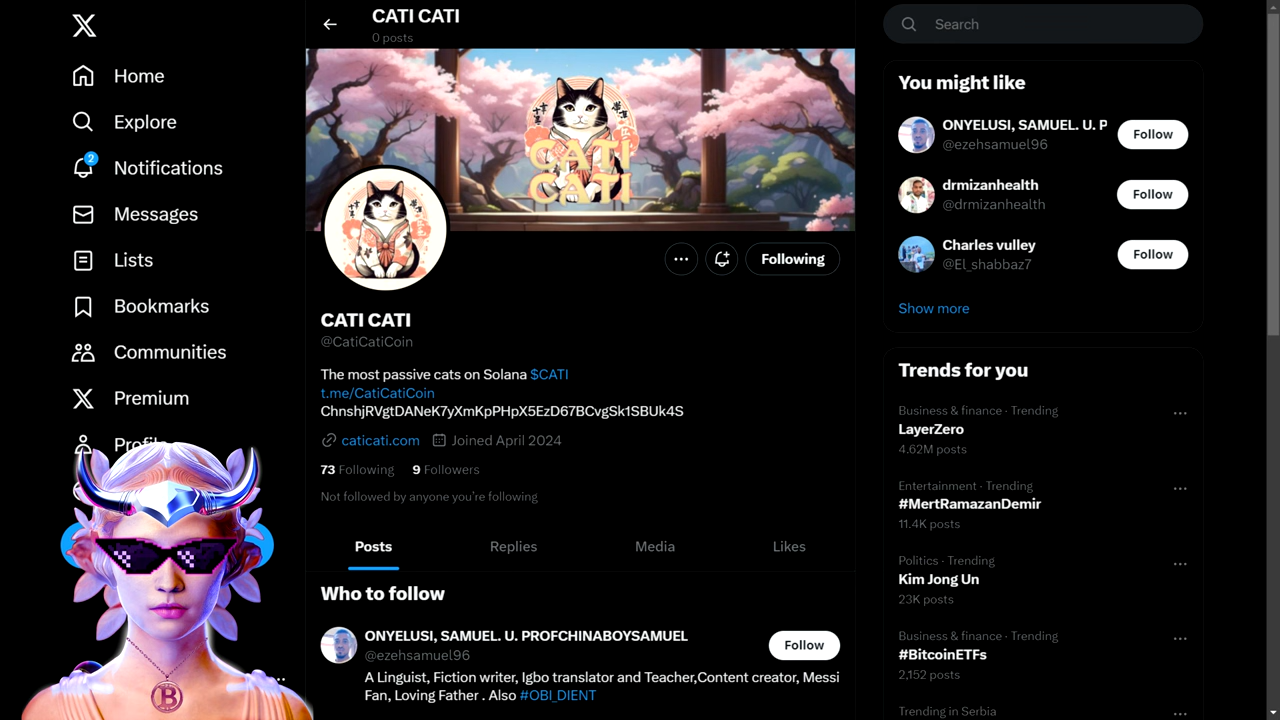 Home
Explore
2
Notifications
Messages
Lists
Bookmarks
Communities
Premium
CATI CATI
0 posts
CATI
CATI
Following
CATI CATI
@CatiCatiCoin
The most passive cats on Solana $CATI
t.me/CatiCatiCoin
ChnshjRVgtDANeK7yXmKpPHpX5EzD67BCvgSk1SBUk4S
caticati.com Joined April 2024
73 Following 9 Followers
Not followed by anyone you're following
Posts Replies Media Likes
Who to follow
ONYELUSI, SAMUEL. U. PROFCHINABOYSAMUEL
@ezehsamuel96
Follow
A Linguist, Fiction writer, Igbo translator and Teacher,Content creator, Messi
Fan, Loving Father . Also #OBI_DIENT
Search
You might like
ONYELUSI, SAMUEL. U. P
@ezehsamuel96
Follow
drmizanhealth
@drmizanhealth
Follow
Charles vulley
@El_shabbaz7
Follow
Show more
Trends for you
Business & finance · Trending
LayerZero
4.62M posts
Entertainment · Trending
#MertRamazanDemir
11.4K posts
Politics · Trending
Kim Jong Un
23K posts
Business & finance · Trending
#BitcoinETFs
2,152 posts
Trending in Serbia
B